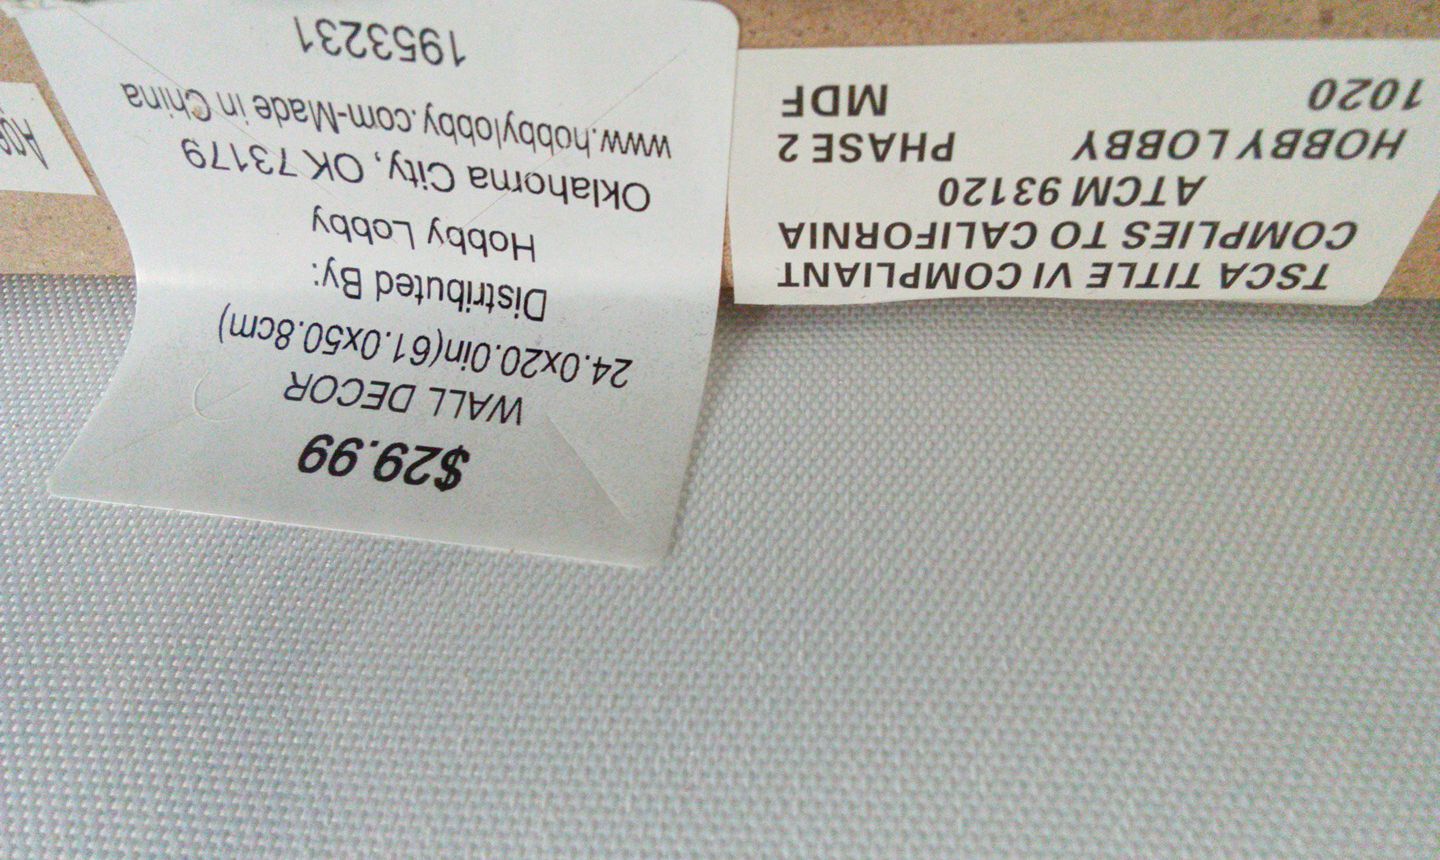 $29.99
WALL DECOR
24.0x20.0in(61.0x50.8cm)
Distributed By:
Hobby Lobby
Oklahoma City, OK 73179
www.hobbylobby.com-Made in China
1953231
TSCA TITLE VI COMPLIANT
COMPLIES TO CALIFORNIA
ATCM 93120
HOBBY LOBBY PHASE 2
1020 MDF